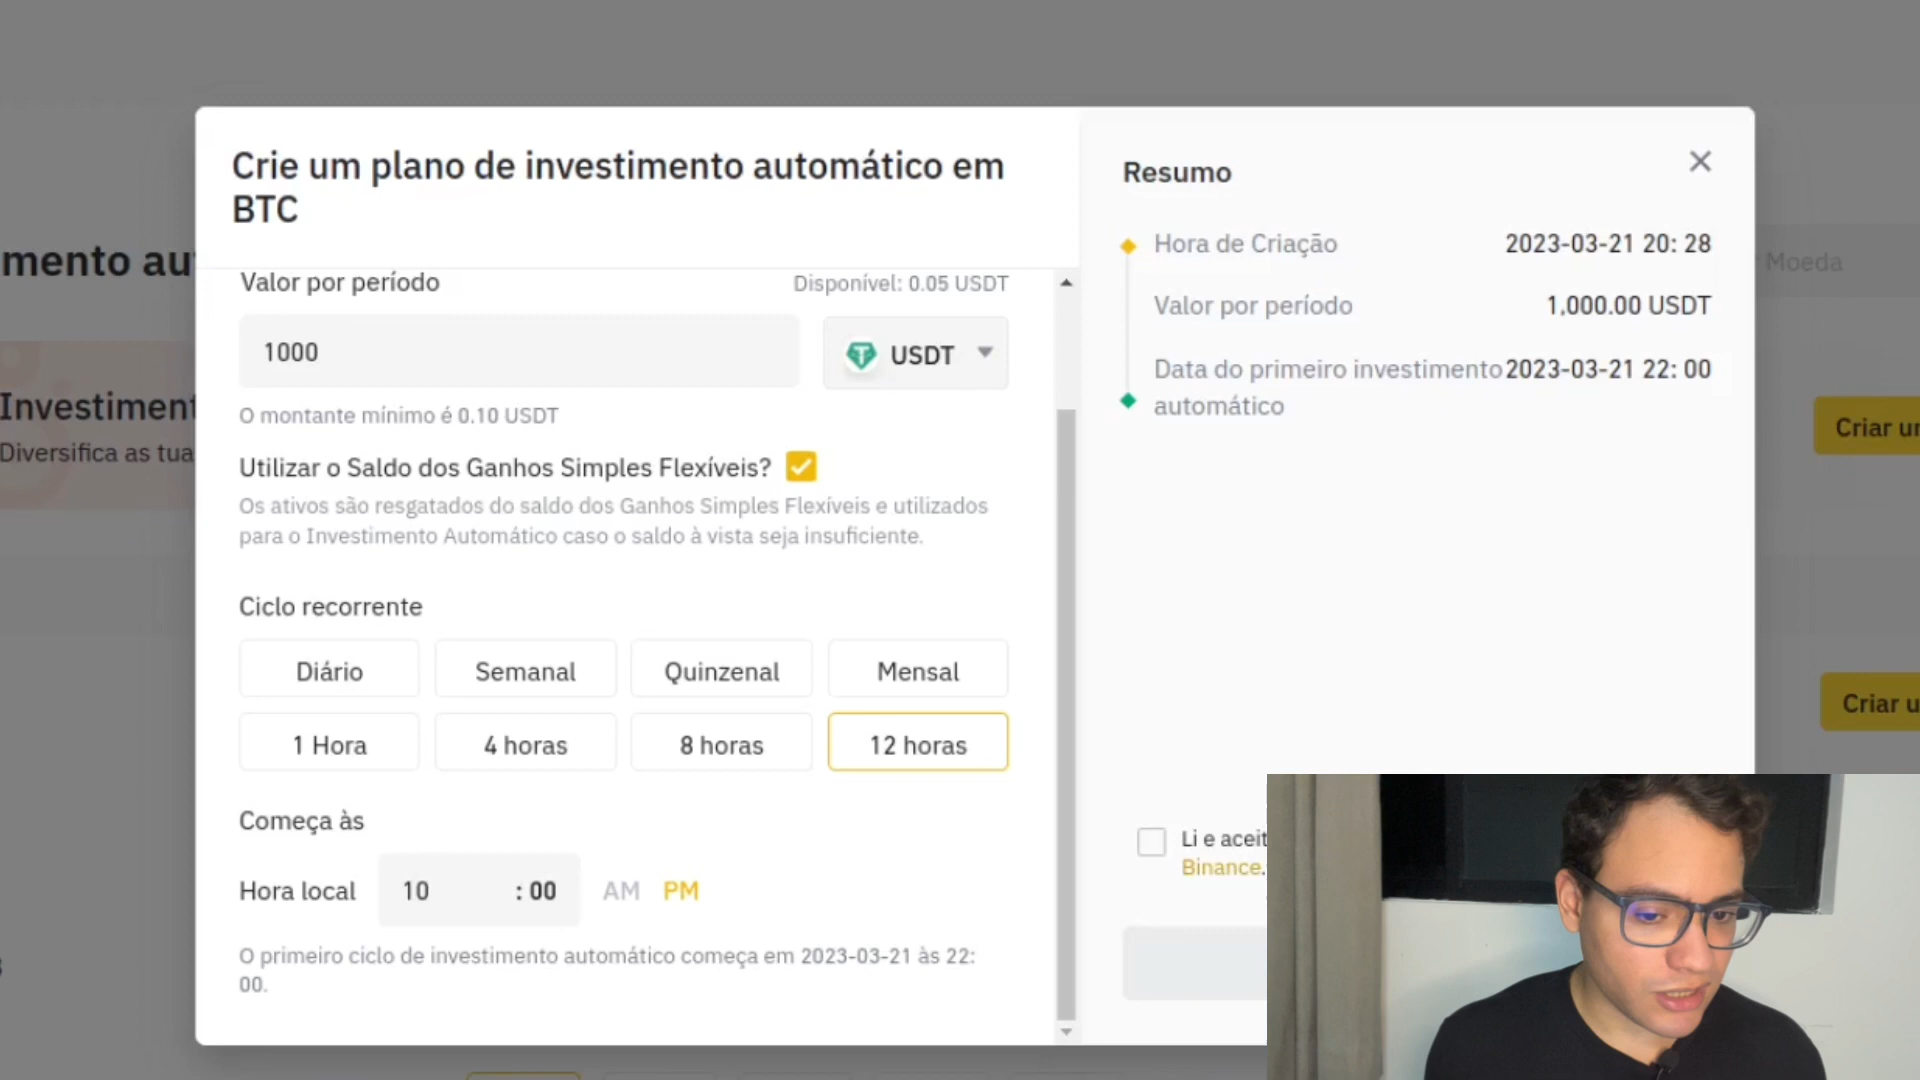 Crie um plano de investimento automático em
BTC
Valor por período
Disponível: 0.05 USDT
1000
USDT
O montante mínimo é 0.10 USDT
Utilizar o Saldo dos Ganhos Simples Flexíveis?
Os ativos são resgatados do saldo dos Ganhos Simples Flexíveis e utilizados
para o Investimento Automático caso o saldo à vista seja insuficiente.
Ciclo recorrente
Diário
Semanal
Quinzenal
Mensal
1 Hora
4 horas
8 horas
12 horas
Começa às
Hora local
10
: 00
AM
PM
O primeiro ciclo de investimento automático começa em 2023-03-21 às 22:
00.
Resumo
Hora de Criação
2023-03-21 20: 28
Valor por período
1,000.00 USDT
Data do primeiro investimento
automático
2023-03-21 22: 00
Li e aceit
Binance.
mento au
Investiment
Diversifica as tua
Moeda
Criar u
Criar u